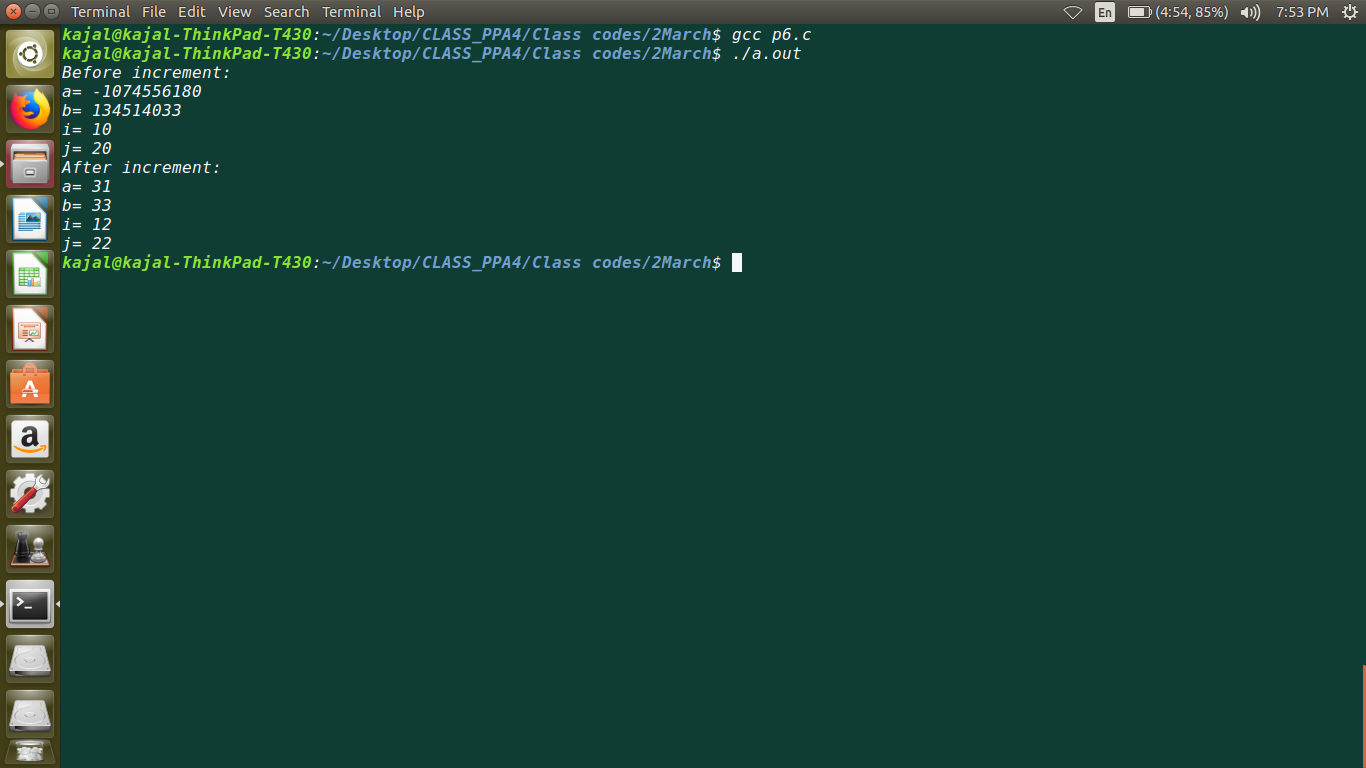 Terminal File Edit View Search Terminal Help En (4:54, 85%) 7:53 PM
kajal@kajal-ThinkPad-T430:~/Desktop/CLASS_PPA4/Class codes/2March$ gcc p6.c
kajal@kajal-ThinkPad-T430:~/Desktop/CLASS_PPA4/Class codes/2March$ ./a.out
Before increment:
a= -1074556180
b= 134514033
i= 10
j= 20
After increment:
a= 31
b= 33
i= 12
j= 22
kajal@kajal-ThinkPad-T430:~/Desktop/CLASS_PPA4/Class codes/2March$